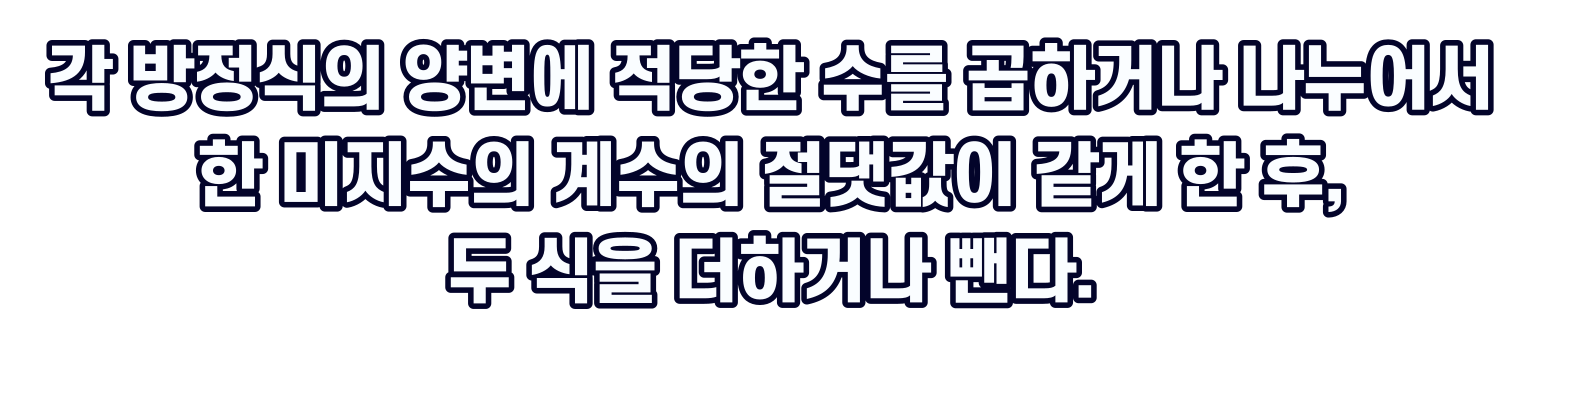 각 방정식의 양변에 적당한 수를 곱하거나 나누어서
한 미지수의 계수의 절댓값이 같게 한 후,
두 식을 더하거나 뺀다.